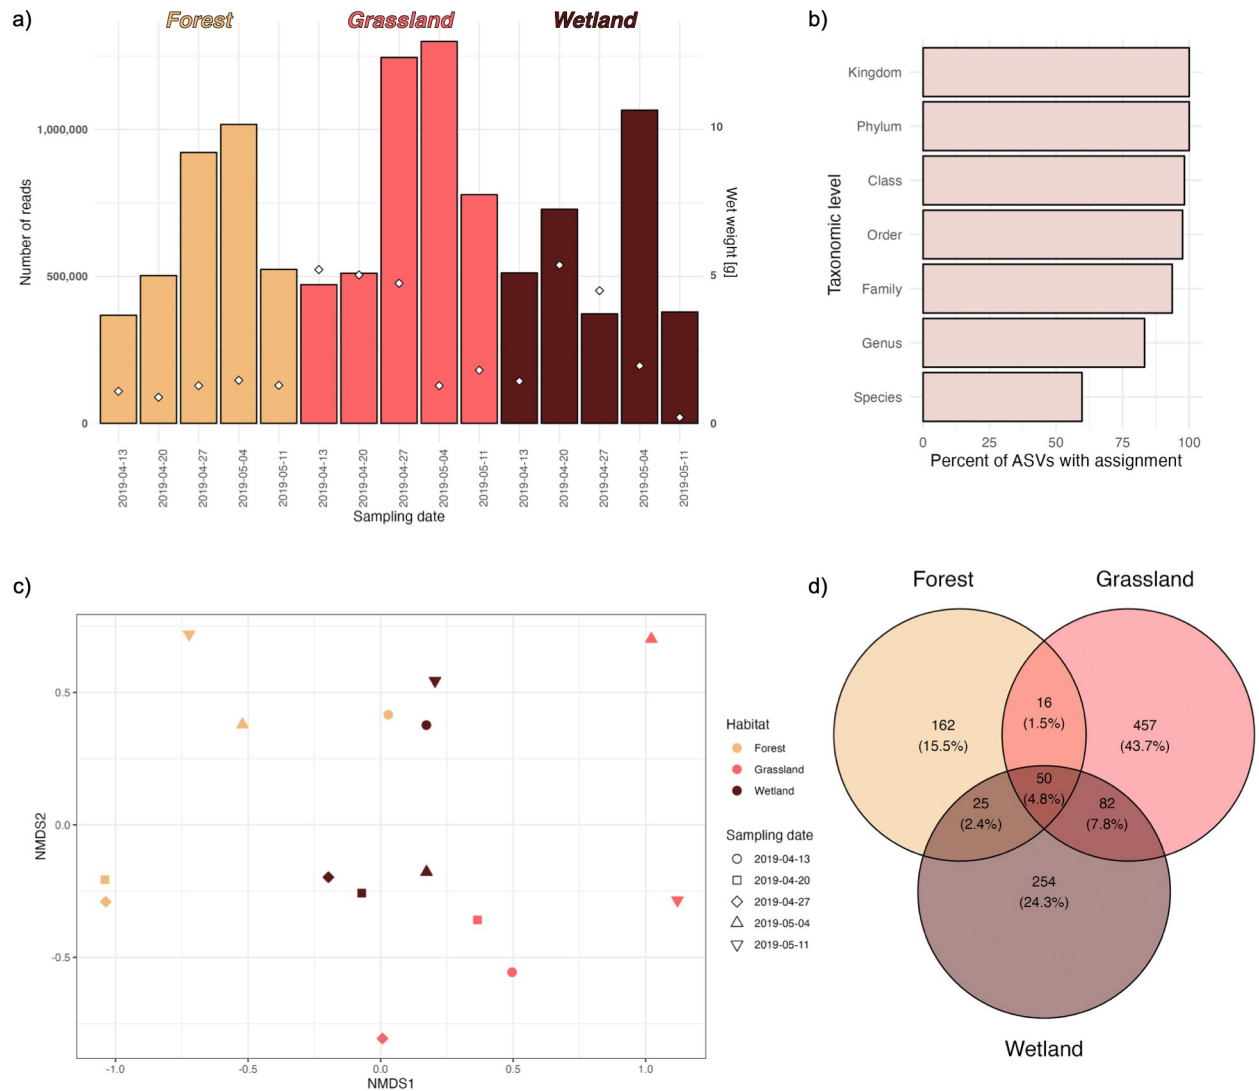 a)
Forest Grassland Wetland
Number of reads
1,000,000
500,000
0
10
5
0
Wet weight [g]
2019-04-13 2019-04-20 2019-04-27 2019-05-04 2019-05-11 2019-04-13 2019-04-20 2019-04-27 2019-05-04 2019-05-11 2019-04-13 2019-04-20 2019-04-27 2019-05-04 2019-05-11
Sampling date
b)
Taxonomic level
Kingdom
Phylum
Class
Order
Family
Genus
Species
0 25 50 75 100
Percent of ASVs with assignment
c)
NMDS2
0.5
0.0
-0.5
-1.0 -0.5 0.0 0.5 1.0
NMDS1
Habitat
Forest
Grassland
Wetland
Sampling date
2019-04-13
2019-04-20
2019-04-27
2019-05-04
2019-05-11
d)
Forest Grassland
162
(15.5%)
16
(1.5%)
457
(43.7%)
50
(4.8%)
25
(2.4%)
82
(7.8%)
254
(24.3%)
Wetland